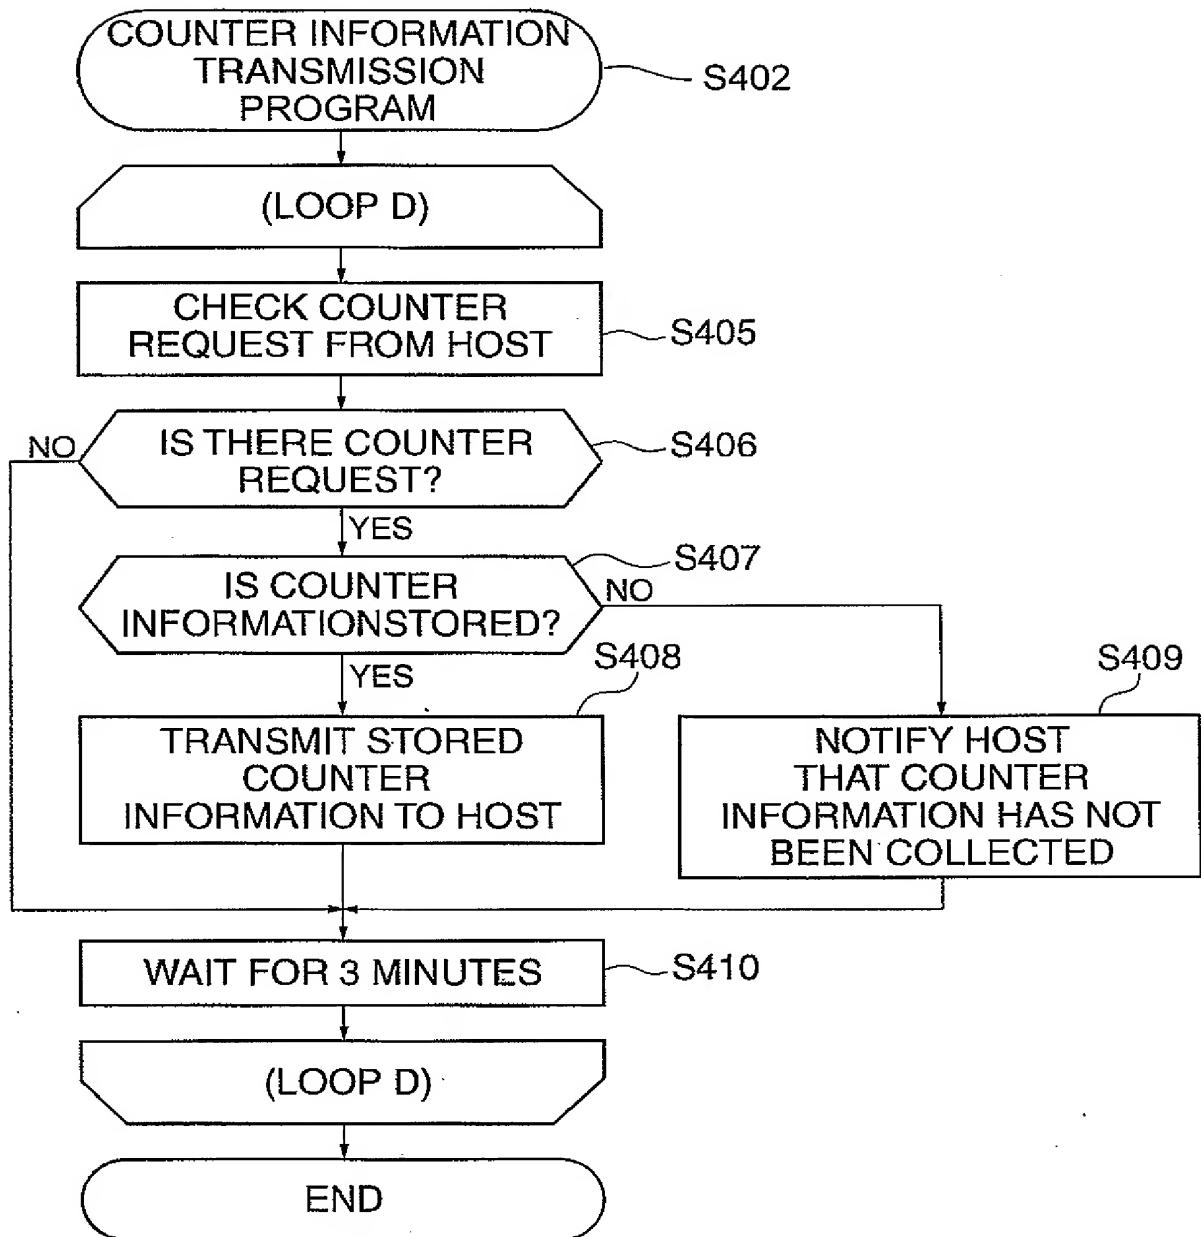 COUNTER INFORMATION
TRANSMISSION
PROGRAM
S402
(LOOP D)
CHECK COUNTER
REQUEST FROM HOST
S405
NO
IS THERE COUNTER
REQUEST?
S406
YES
IS COUNTER
INFORMATIONSTORED?
S407
NO
YES
S408
TRANSMIT STORED
COUNTER
INFORMATION TO HOST
S409
NOTIFY HOST
THAT COUNTER
INFORMATION HAS NOT
BEEN COLLECTED
WAIT FOR 3 MINUTES
S410
(LOOP D)
END